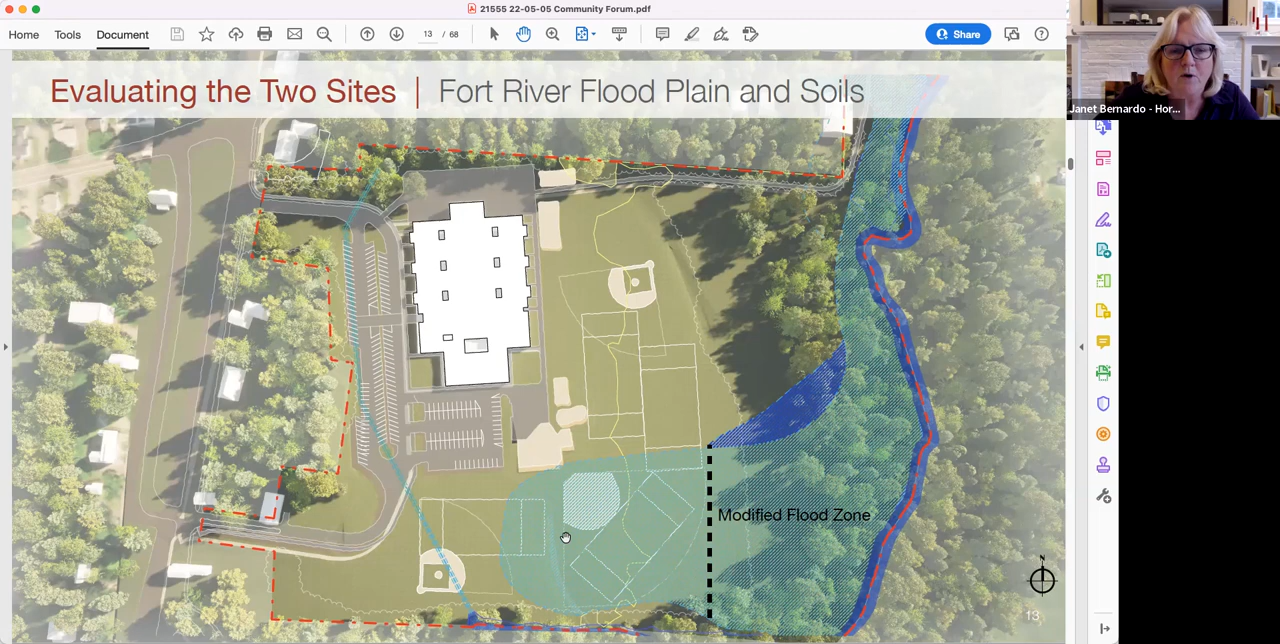 21555 22-05-05 Community Forum.pdf
Home Tools Document 13 / 68 Share
Evaluating the Two Sites | Fort River Flood Plain and Soils
Janet Bernardo - Hor...
Modified Flood Zone
N
13